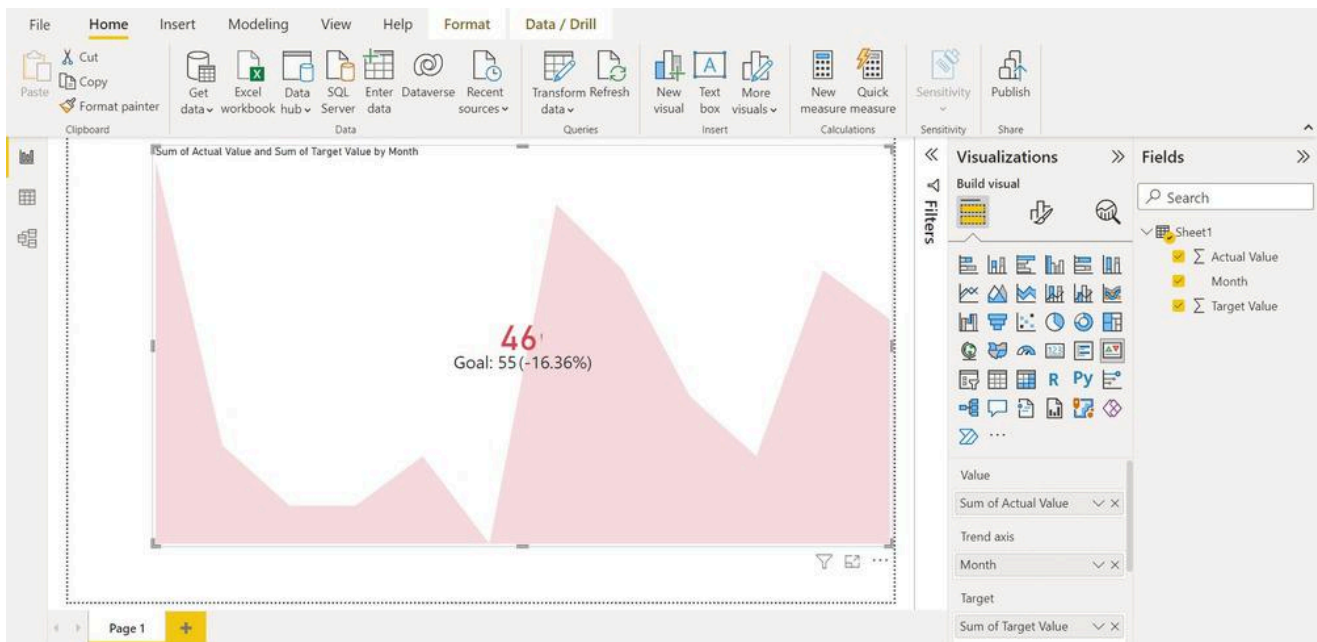 File Home Insert Modeling View Help Format Data / Drill
Paste
Cut
Copy
Format painter
Clipboard
Get data
Excel workbook
Data hub
SQL Server
Enter data
Dataverse
Recent sources
Data
Transform data
Refresh
Queries
New visual
Text box
More visuals
Insert
New measure
Quick measure
Calculations
Sensitivity
Sensitivity
Publish
Share
Sum of Actual Value and Sum of Target Value by Month
46
Goal: 55 (-16.36%)
Filters
Visualizations
Build visual
123
R Py
Value
Sum of Actual Value
Trend axis
Month
Target
Sum of Target Value
Fields
Search
Sheet1
Σ Actual Value
Month
Σ Target Value
Page 1